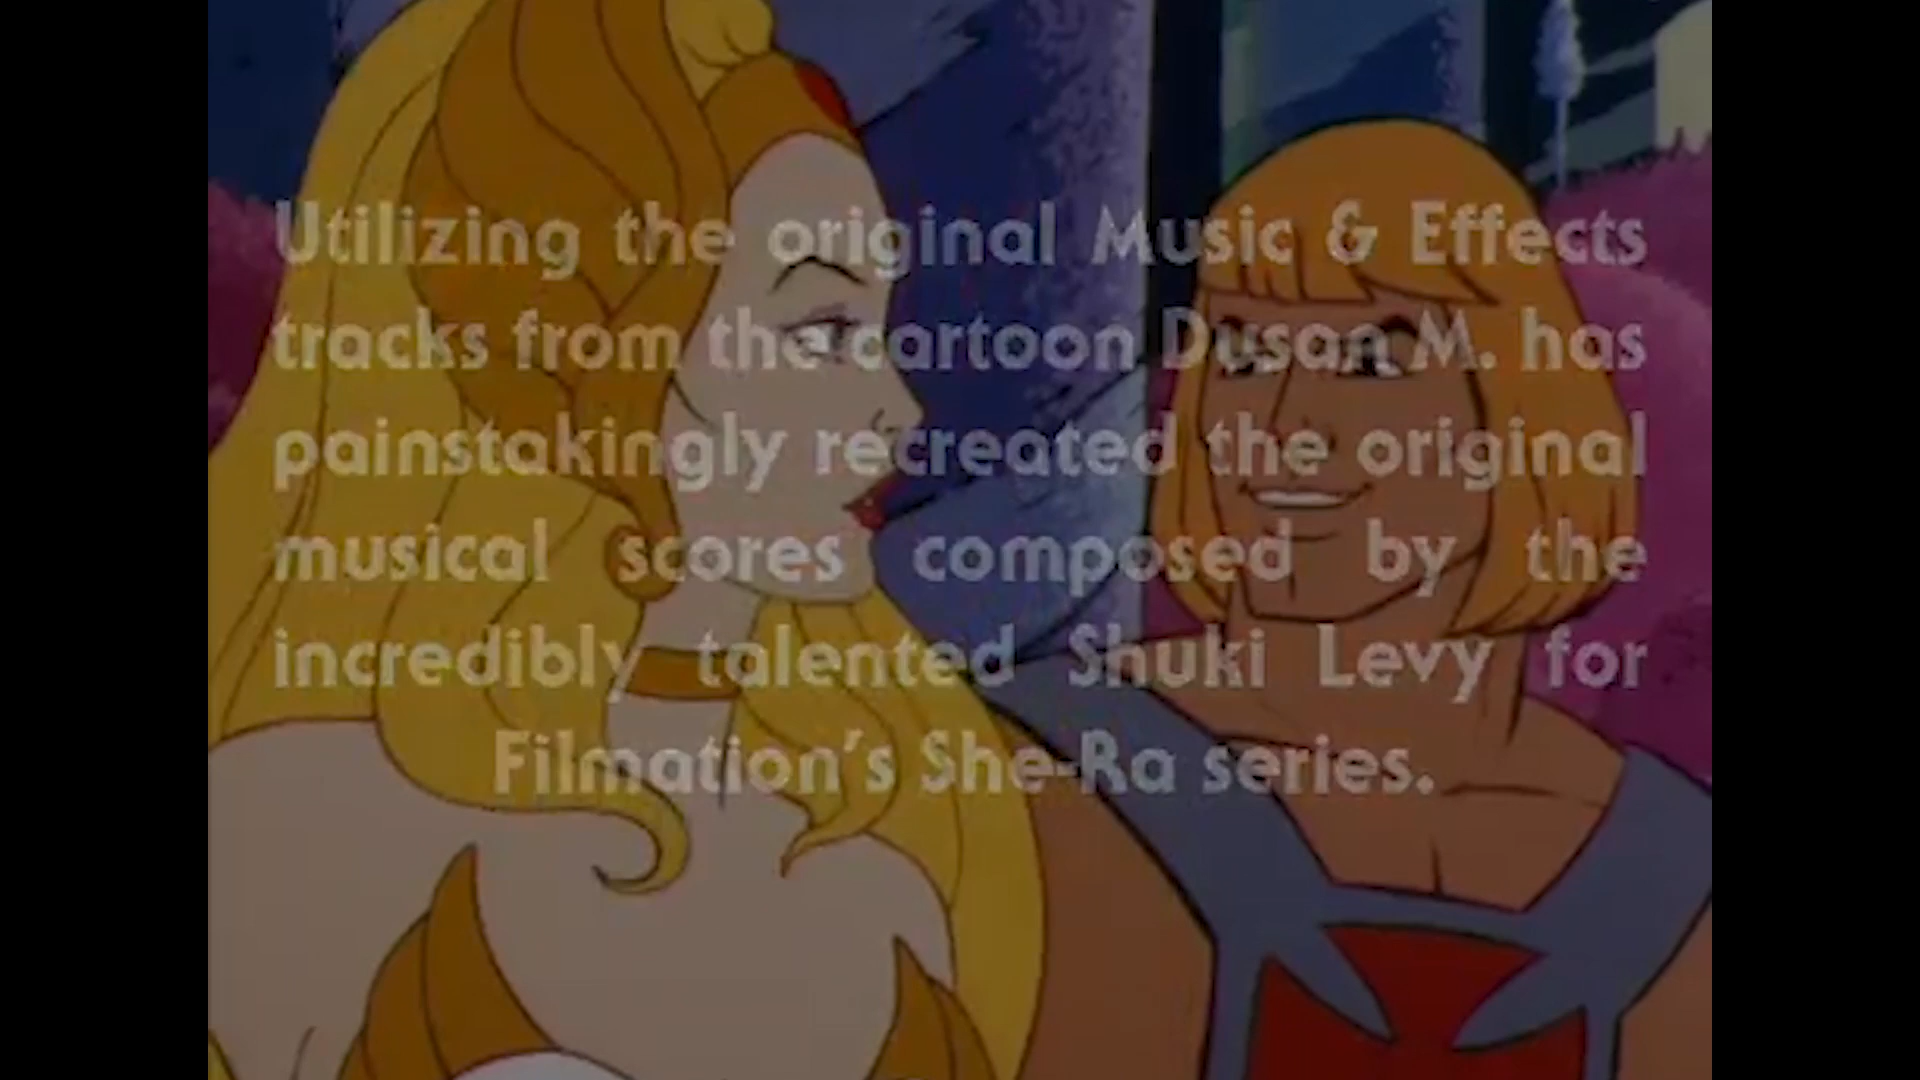 Utilizing the original Music & Effects
tracks from the cartoon Dusan M. has
painstakingly recreated the original
musical scores composed by the
incredibly talented Shuki Levy for
Filmation's She-Ra series.